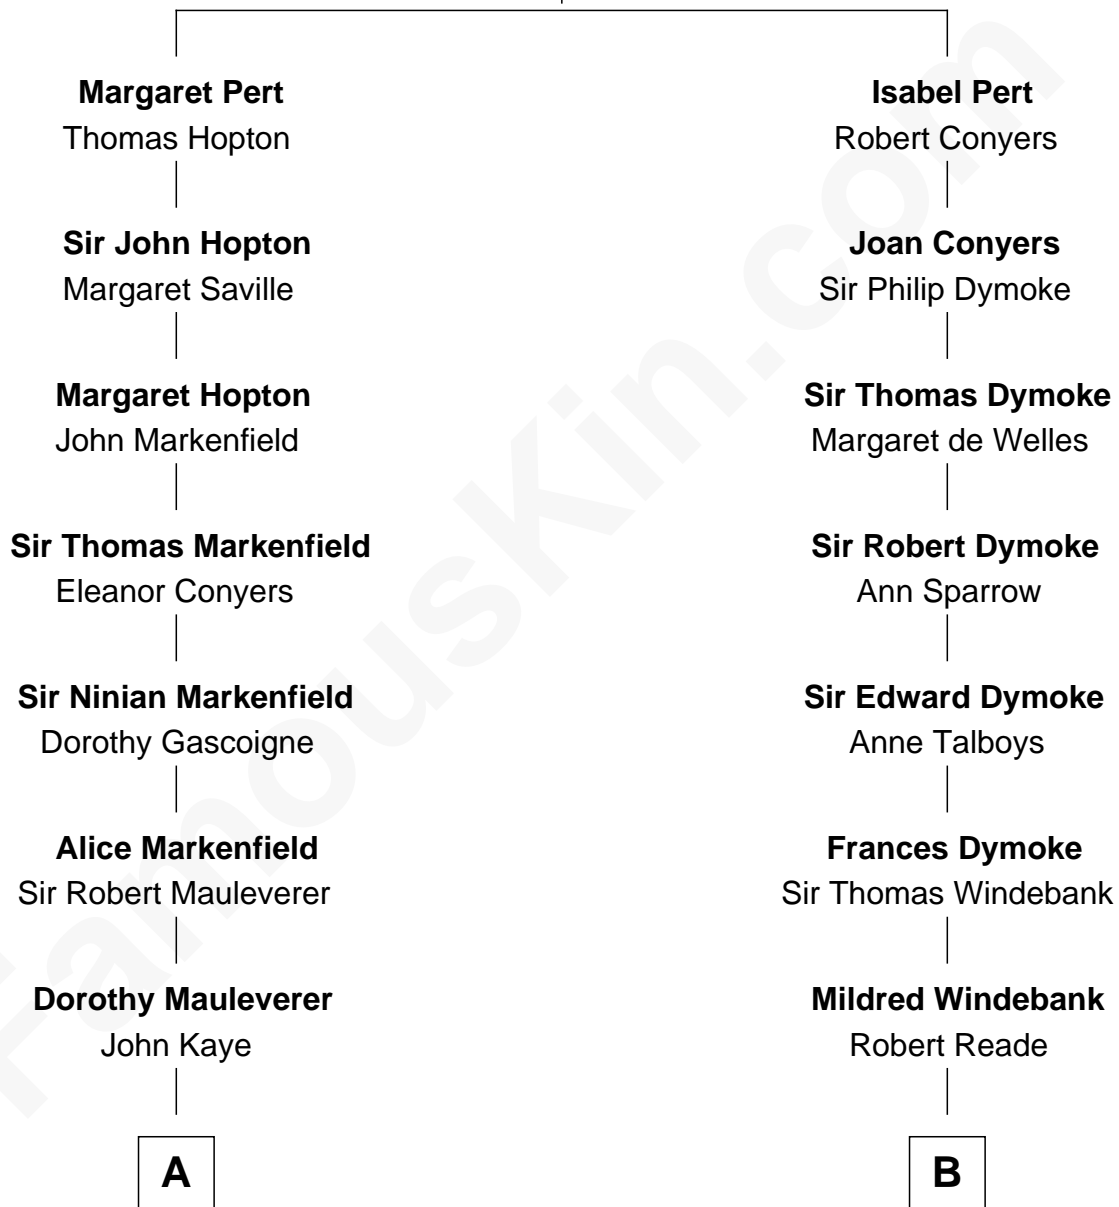 Margaret Pert
Thomas Hopton
Sir John Hopton
Margaret Saville
Margaret Hopton
John Markenfield
Sir Thomas Markenfield
Eleanor Conyers
Sir Ninian Markenfield
Dorothy Gascoigne
Alice Markenfield
Sir Robert Mauleverer
Dorothy Mauleverer
John Kaye
A
Isabel Pert
Robert Conyers
Joan Conyers
Sir Philip Dymoke
Sir Thomas Dymoke
Margaret de Welles
Sir Robert Dymoke
Ann Sparrow
Sir Edward Dymoke
Anne Talboys
Frances Dymoke
Sir Thomas Windebank
Mildred Windebank
Robert Reade
B
FamousKin.com